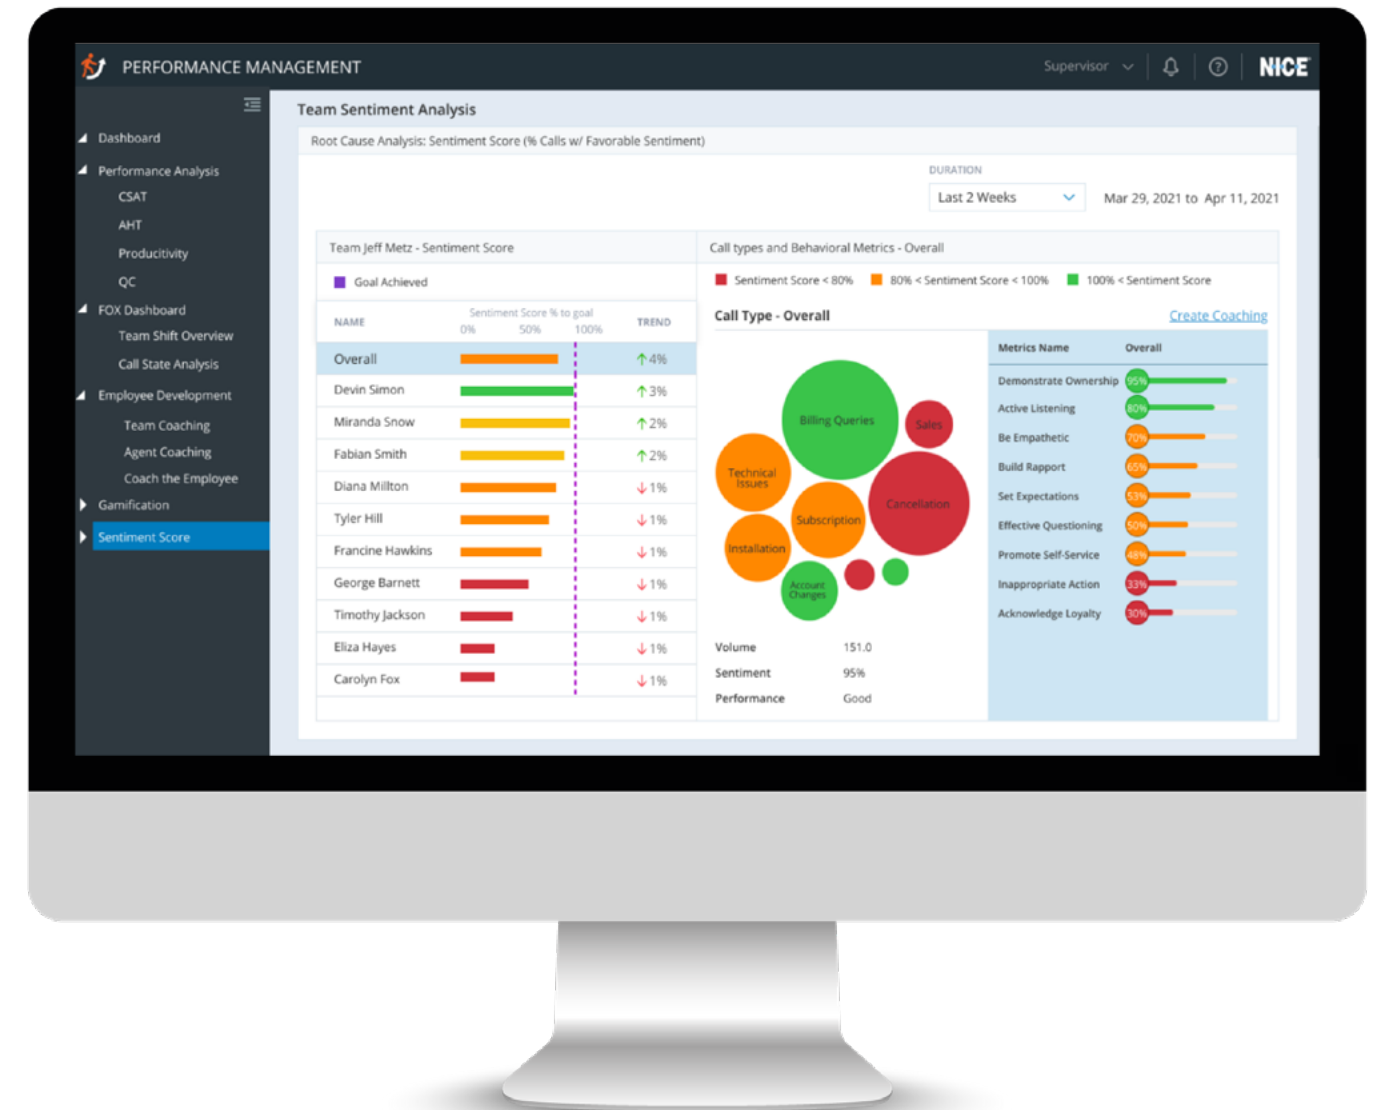 PERFORMANCE MANAGEMENT
Supervisor
NICE
Dashboard
Performance Analysis
CSAT
AHT
Producitivity
QC
FOX Dashboard
Team Shift Overview
Call State Analysis
Employee Development
Team Coaching
Agent Coaching
Coach the Employee
Gamification
Sentiment Score
Team Sentiment Analysis
Root Cause Analysis: Sentiment Score (% Calls w/ Favorable Sentiment)
DURATION
Last 2 Weeks
Mar 29, 2021 to Apr 11, 2021
Team Jeff Metz - Sentiment Score
Goal Achieved
NAME
Sentiment Score % to goal
0% 50% 100%
TREND
Overall 4%
Devin Simon 3%
Miranda Snow 2%
Fabian Smith 2%
Diana Millton 1%
Tyler Hill 1%
Francine Hawkins 1%
George Barnett 1%
Timothy Jackson 1%
Eliza Hayes 1%
Carolyn Fox 1%
Call types and Behavioral Metrics - Overall
Sentiment Score < 80% 80% < Sentiment Score < 100% 100% < Sentiment Score
Call Type - Overall
Create Coaching
Billing Queries
Sales
Technical
Issues
Cancellation
Subscription
Installation
Account
Changes
Volume 151.0
Sentiment 95%
Performance Good
Metrics Name Overall
Demonstrate Ownership 95%
Active Listening 80%
Be Empathetic 70%
Build Rapport 65%
Set Expectations 53%
Effective Questioning 50%
Promote Self-Service 48%
Inappropriate Action 33%
Acknowledge Loyalty 30%